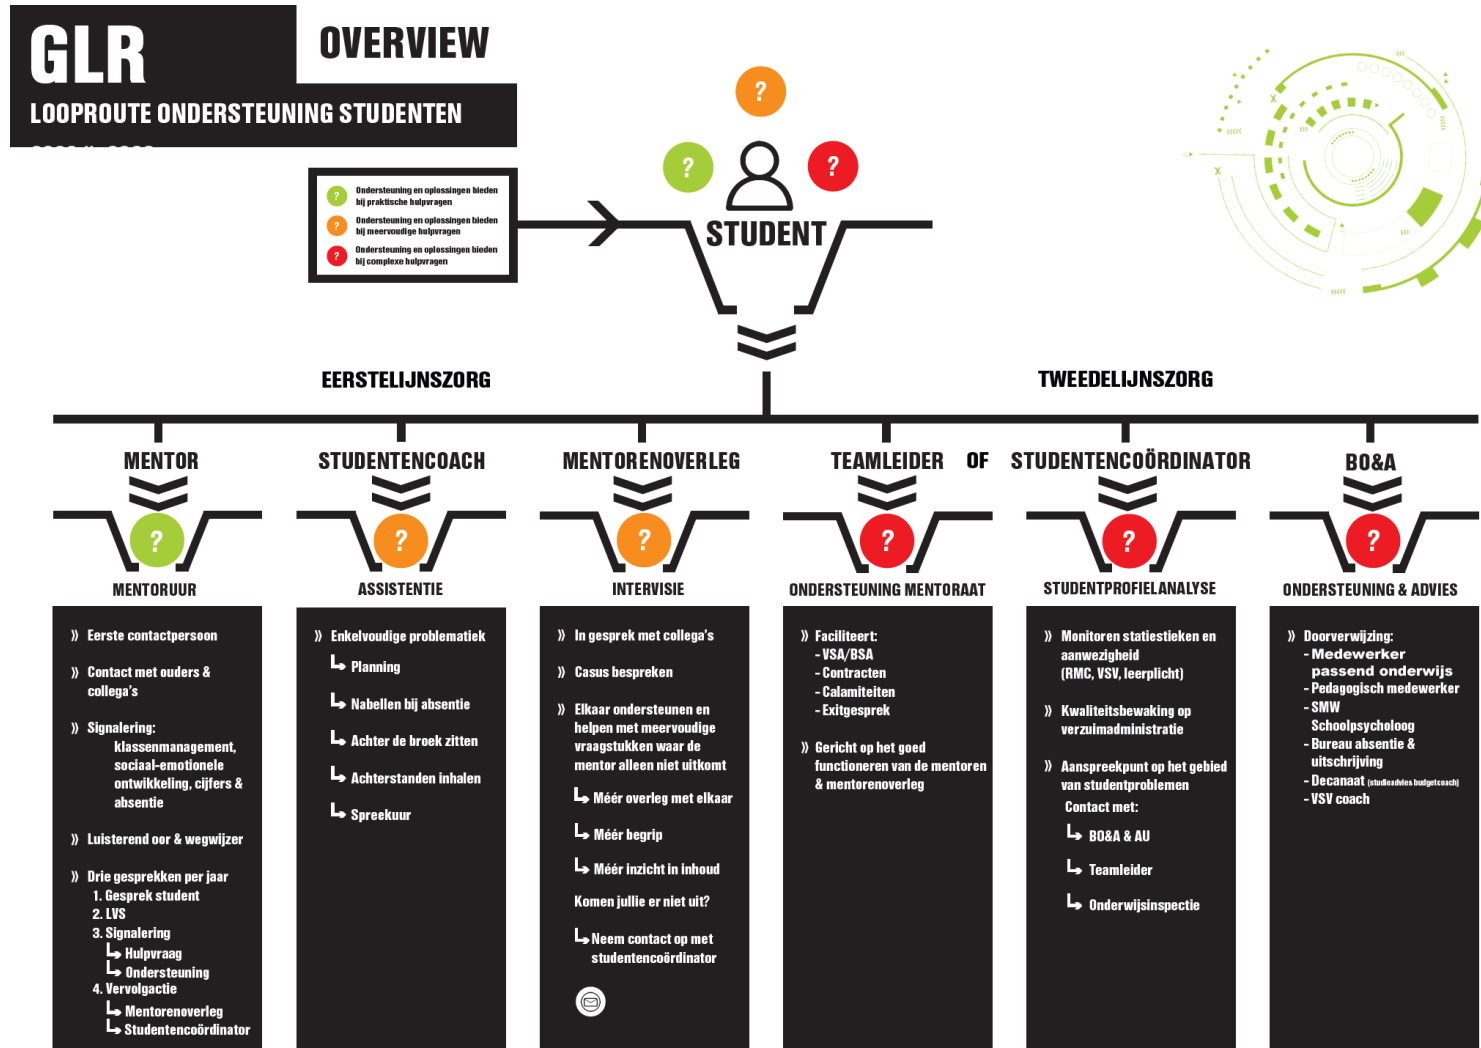 GLR
OVERVIEW
LOOPROUTE ONDERSTEUNING STUDENTEN
?
?
?
? Ondersteuning en oplossingen bieden
bij praktische hulpvragen
? Ondersteuning en oplossingen bieden
bij meervoudige hulpvragen
? Ondersteuning en oplossingen bieden
bij complexe hulpvragen
STUDENT
EERSTELIJNSZORG
TWEEDELIJNSZORG
MENTOR
?
MENTORUUR
Eerste contactpersoon
Contact met ouders &
collega's
Signalering:
klassenmanagement,
sociaal-emotionele
ontwikkeling, cijfers &
absentie
Luisterend oor & wegwijzer
Drie gesprekken per jaar
1. Gesprek student
2. LVS
3. Signalering
Hulpvraag
Ondersteuning
4. Vervolgactie
Mentorenoverleg
Studentencoördinator
STUDENTENCOACH
?
ASSISTENTIE
Enkelvoudige problematiek
Planning
Nabellen bij absentie
Achter de broek zitten
Achterstanden inhalen
Spreekuur
MENTORENOVERLEG
?
INTERVISIE
In gesprek met collega's
Casus bespreken
Elkaar ondersteunen en
helpen met meervoudige
vraagstukken waar de
mentor alleen niet uitkomt
Méér overleg met elkaar
Méér begrip
Méér inzicht in inhoud
Komen jullie er niet uit?
Neem contact op met
studentencoördinator
TEAMLEIDER OF STUDENTENCOÖRDINATOR
?
ONDERSTEUNING MENTORAAT
Faciliteert:
- VSA/BSA
- Contracten
- Calamiteiten
- Exitgesprek
Gericht op het goed
functioneren van de mentoren
& mentorenoverleg
?
STUDENTPROFIELANALYSE
Monitoren statiestieken en
aanwezigheid
(RMC, VSV, leerplicht)
Kwaliteitsbewaking op
verzuimadministratie
Aanspreekpunt op het gebied
van studentproblemen
Contact met:
BO&A & AU
Teamleider
Onderwijsinspectie
BO&A
?
ONDERSTEUNING & ADVIES
Doorverwijzing:
- Medewerker
passend onderwijs
- Pedagogisch medewerker
- SMW
Schoolpsycholoog
- Bureau absentie &
uitschrijving
- Decanaat (studieadvies budgetcoach)
- VSV coach